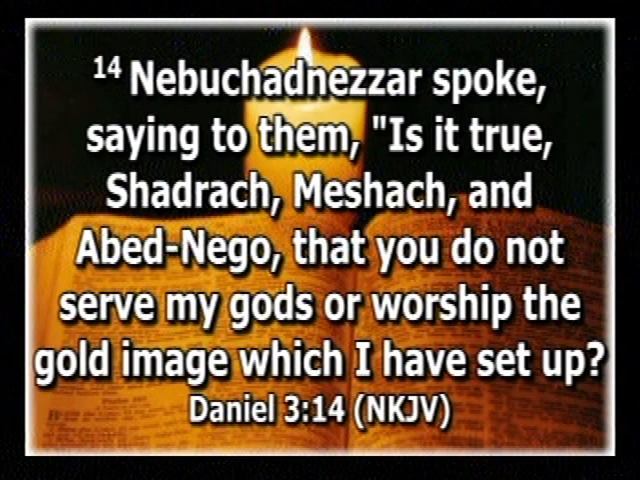 14 Nebuchadnezzar spoke,
saying to them, "Is it true,
Shadrach, Meshach, and
Abed-Nego, that you do not
serve my gods or worship the
gold image which I have set up?
Daniel 3:14 (NKJV)